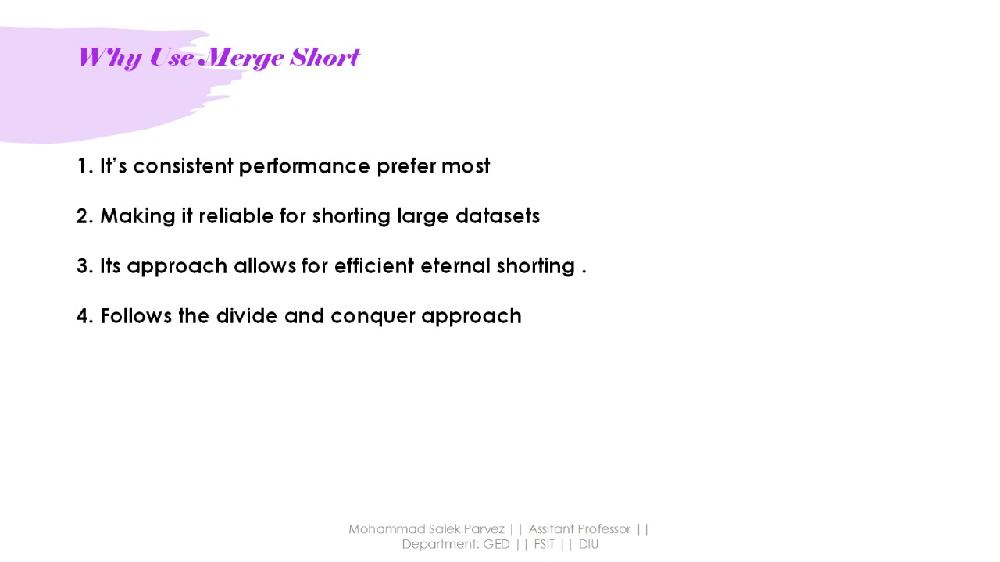 Why Use Merge Short
1. It’s consistent performance prefer most
2. Making it reliable for shorting large datasets
3. Its approach allows for efficient eternal shorting .
4. Follows the divide and conquer approach
Mohammad Salek Parvez || Assitant Professor ||
Department: GED || FSIT || DIU